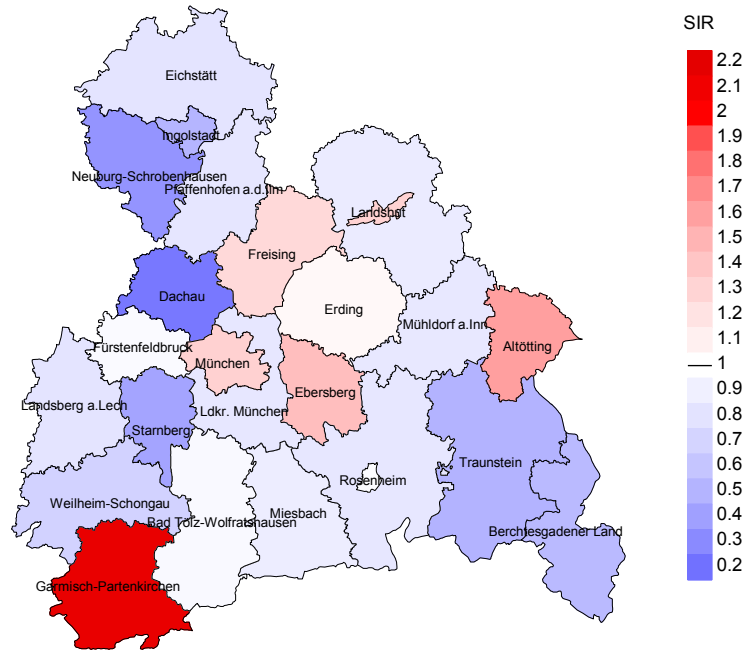 SIR
Eichstätt
Ingolstadt
Neuburg-Schrobenhausen
Pfaffenhofen a.d.Ilm
Landshut
Freising
Dachau
Erding
Mühldorf a.Inn
Altötting
Fürstenfeldbruck
München
Ebersberg
Landsberg a.Lech
Ldkr. München
Starnberg
Traunstein
Rosenheim
Weilheim-Schongau
Miesbach
Bad Tölz-Wolfratshausen
Berchtesgadener Land
Garmisch-Partenkirchen
2.2
2.1
2
1.9
1.8
1.7
1.6
1.5
1.4
1.3
1.2
1.1
1
0.9
0.8
0.7
0.6
0.5
0.4
0.3
0.2